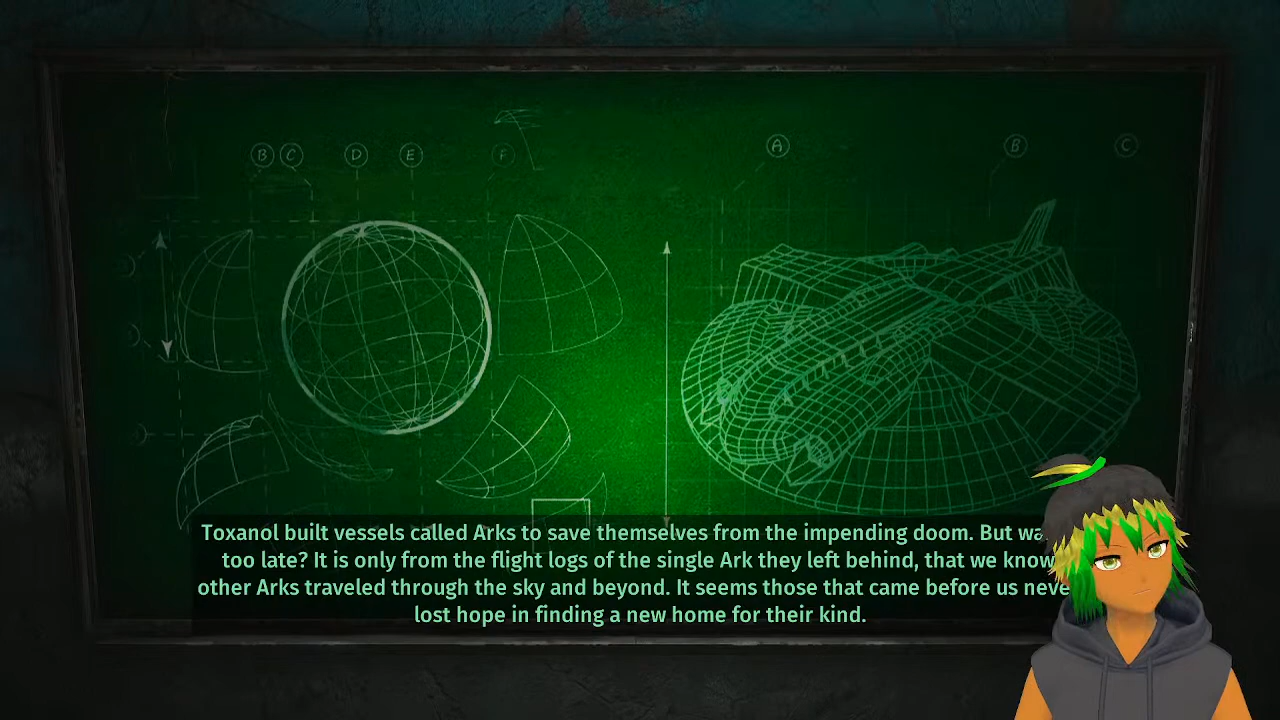 B C D E F A B C
Toxanol built vessels called Arks to save themselves from the impending doom. But
too late? It is only from the flight logs of the single Ark they left behind, that we know
other Arks traveled through the sky and beyond. It seems those that came before us
lost hope in finding a new home for their kind.